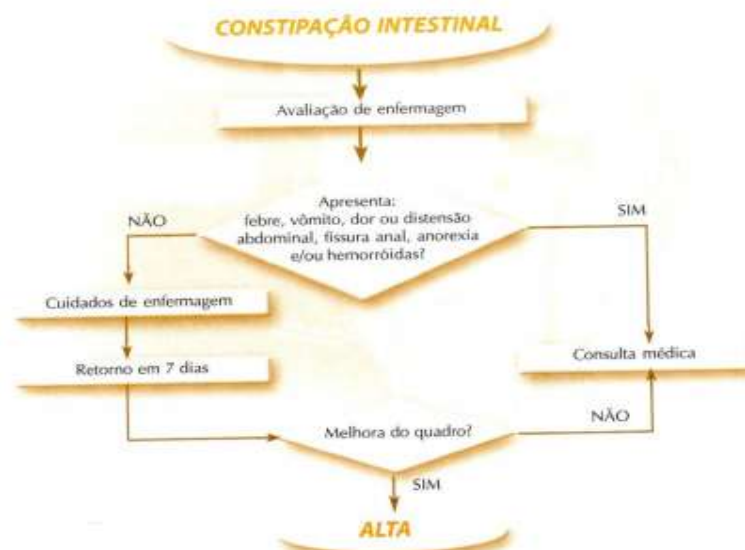 CONSTIPAÇÃO INTESTINAL
Avaliação de enfermagem
Apresenta:
febre, vômito, dor ou distensão
abdominal, fissura anal, anorexia
e/ou hemorróidas?
NÃO
SIM
Cuidados de enfermagem
Retorno em 7 dias
Consulta médica
Melhora do quadro?
NÃO
SIM
ALTA